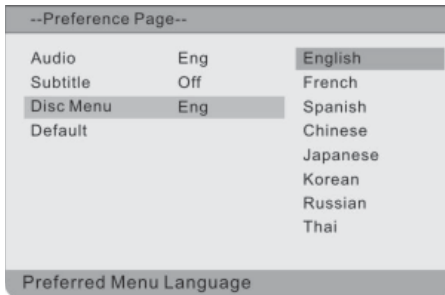 --Preference Page--
Audio Eng English
Subtitle Off French
Disc Menu Eng Spanish
Default Chinese
Japanese
Korean
Russian
Thai
Preferred Menu Language